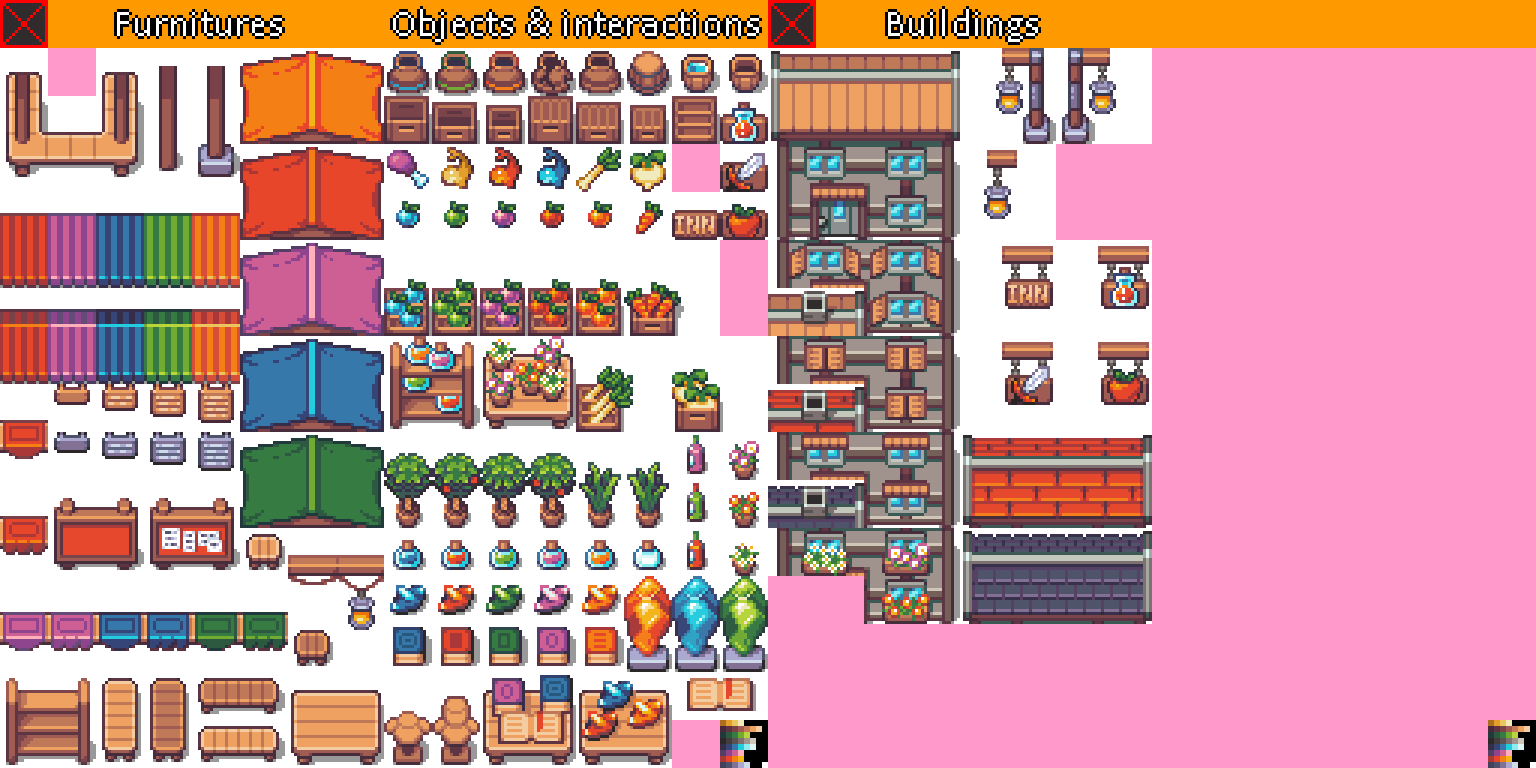 Furnitures
Objects & interactions
Buildings
INN
INN